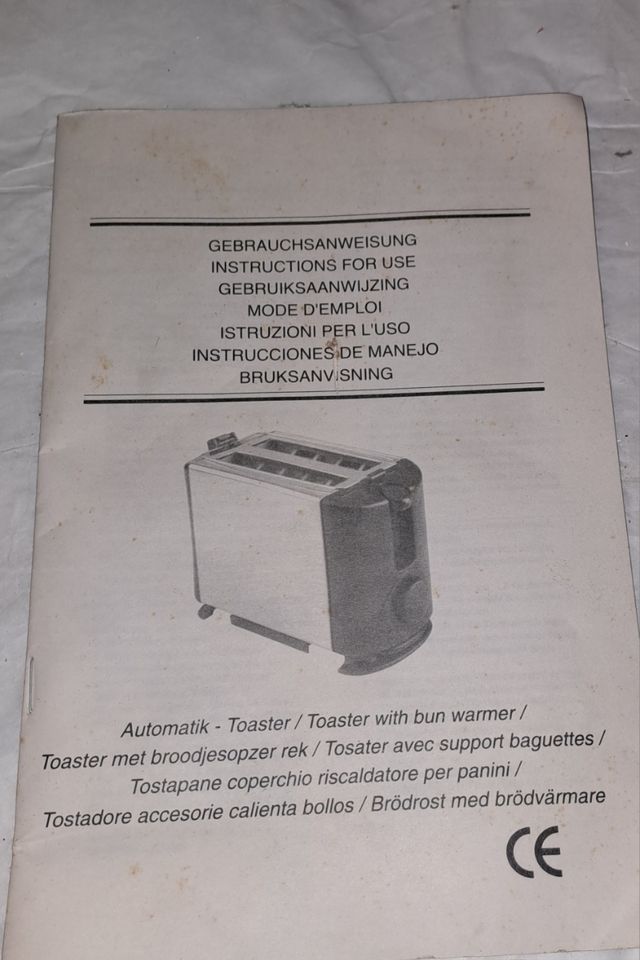 GEBRAUCHSANWEISUNG
INSTRUCTIONS FOR USE
GEBRUIKSAANWIJZING
MODE D'EMPLOI
ISTRUZIONI PER L'USO
INSTRUCCIONES DE MANEJO
BRUKSANVISNING
Automatik - Toaster / Toaster with bun warmer /
Toaster met broodjesopzer rek / Tosater avec support baguettes /
Tostapane coperchio riscaldatore per panini /
Tostadore accesorie calienta bollos / Brödrost med brödvärmare
CE